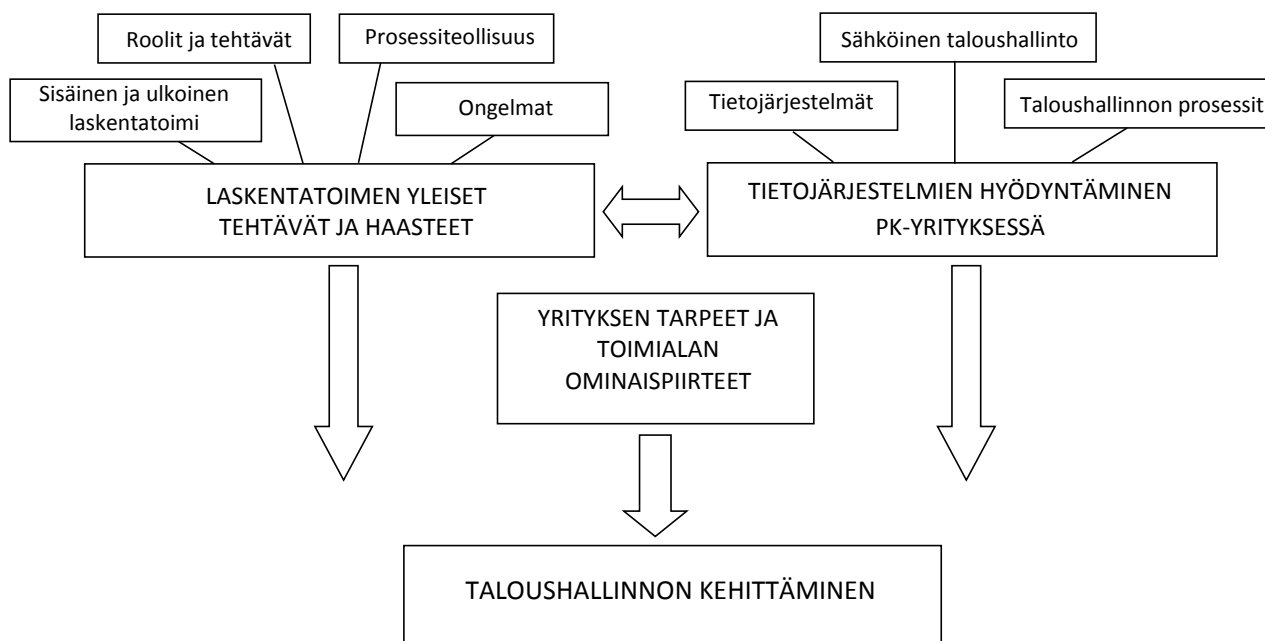 Roolit ja tehtävät
Prosessiteollisuus
Sähköinen taloushallinto
Sisäinen ja ulkoinen
laskentatoimi
Ongelmat
Tietojärjestelmät
Taloushallinnon prosessit
LASKENTATOIMEN YLEISET
TEHTÄVÄT JA HAASTEET
TIETOJÄRJESTELMIEN HYÖDYNTÄMINEN
PK-YRITYKSESSÄ
YRITYKSEN TARPEET JA
TOIMIALAN
OMINAISPIIRTEET
TALOUSHALLINNON KEHITTÄMINEN